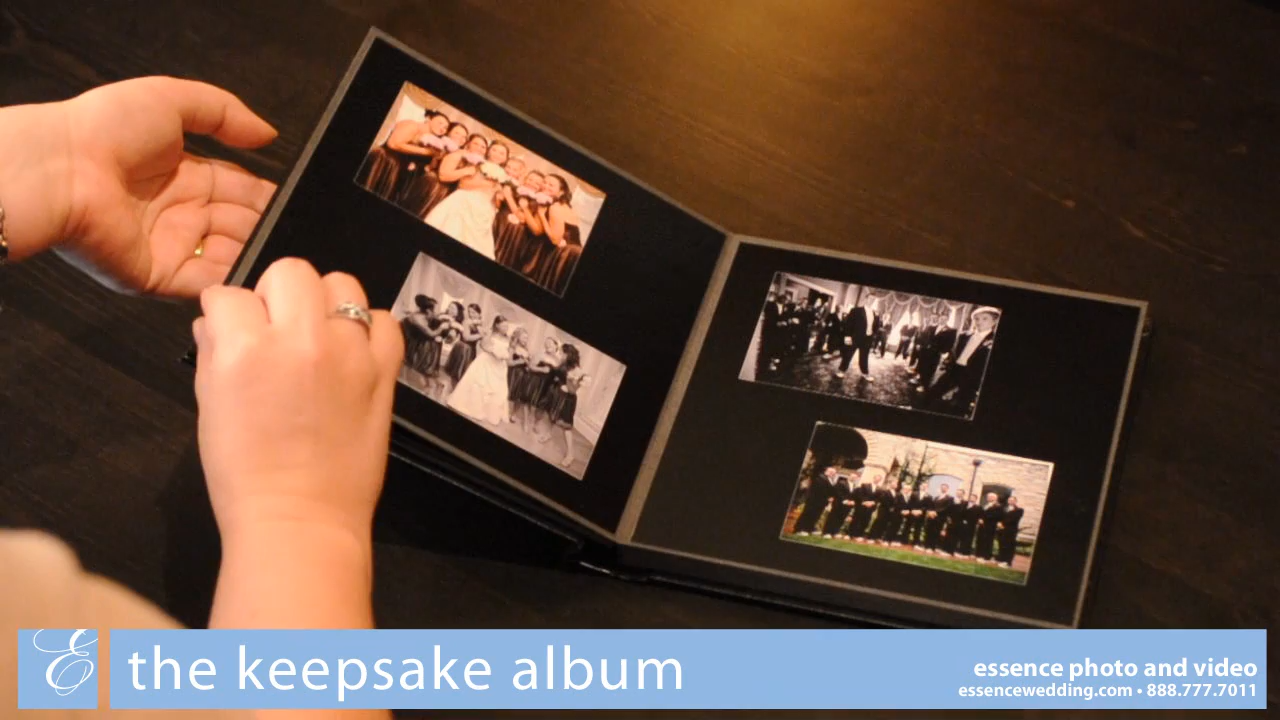 E
the keepsake album
essence photo and video
essencewedding.com • 888.777.7011